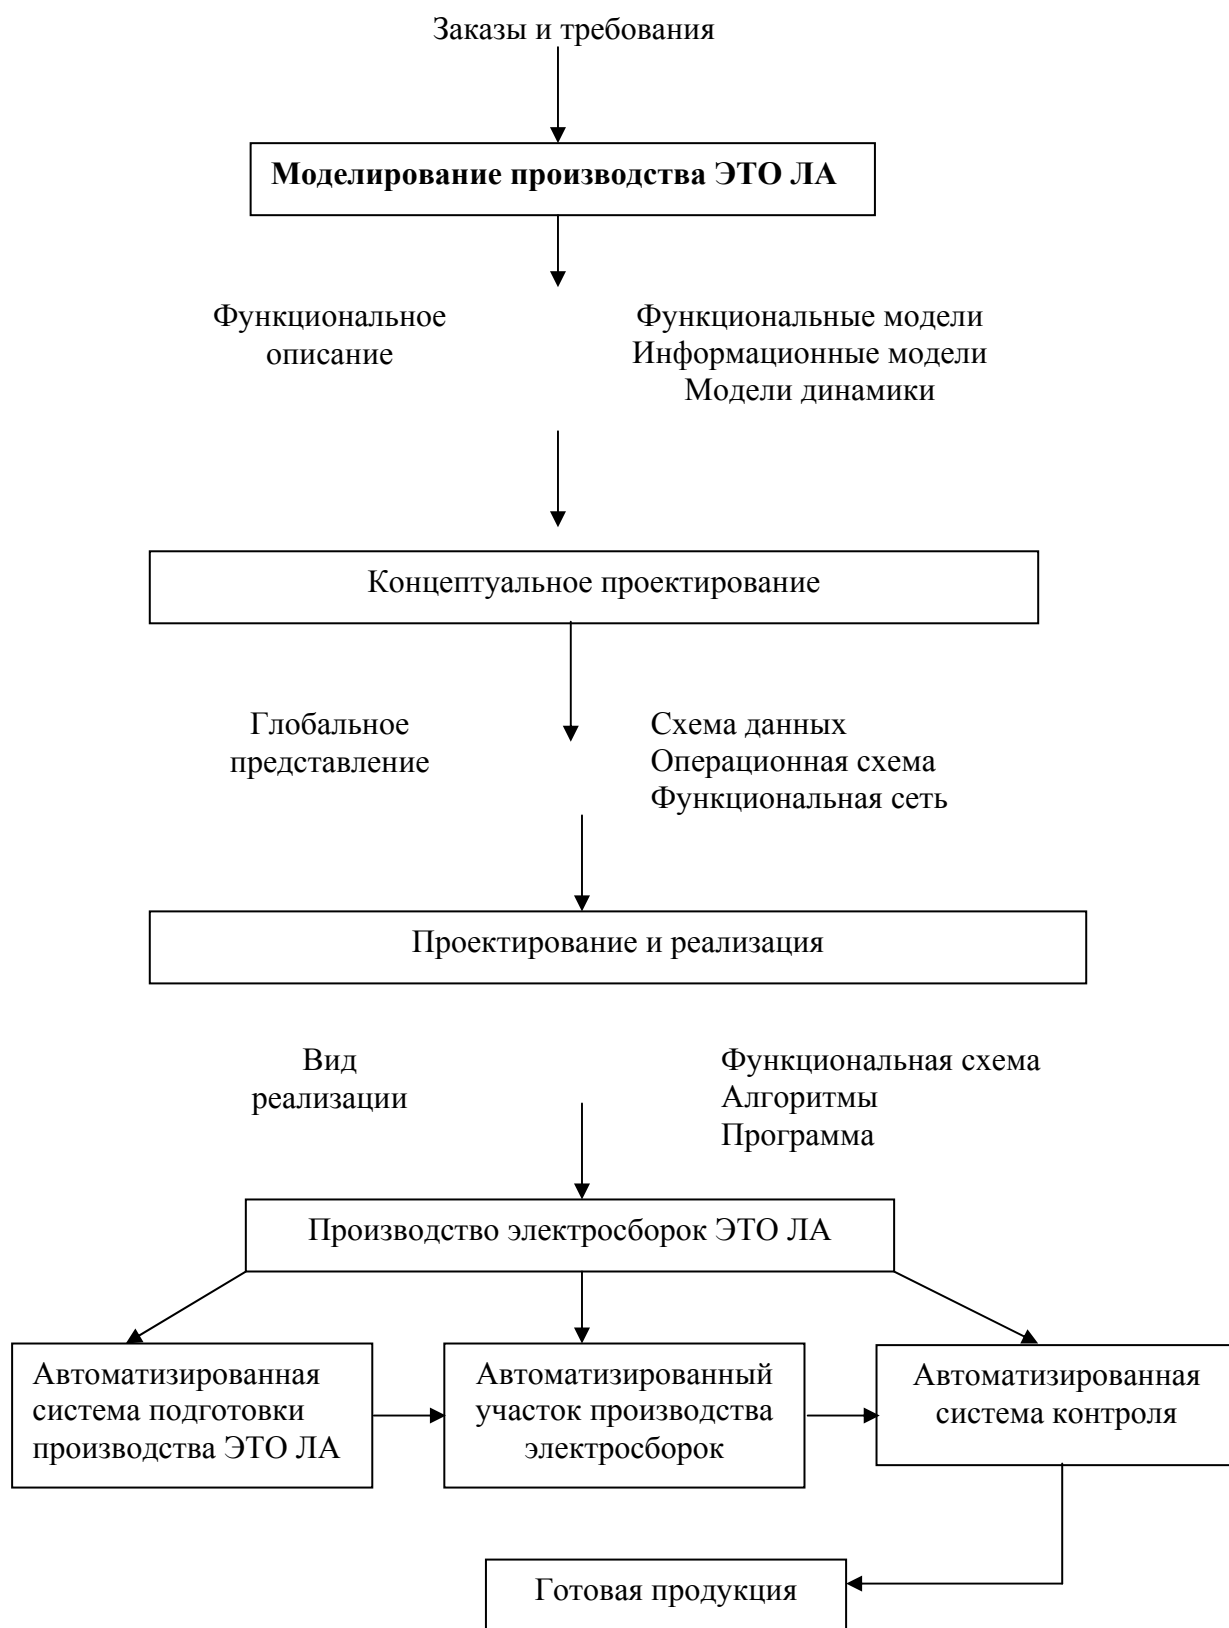 Заказы и требования
Моделирование производства ЭТО ЛА
Функциональное
описание
Функциональные модели
Информационные модели
Модели динамики
Концептуальное проектирование
Глобальное
представление
Схема данных
Операционная схема
Функциональная сеть
Проектирование и реализация
Вид
реализации
Функциональная схема
Алгоритмы
Программа
Производство электросборок ЭТО ЛА
Автоматизированная
система подготовки
производства ЭТО ЛА
Автоматизированный
участок производства
электросборок
Автоматизированная
система контроля
Готовая продукция